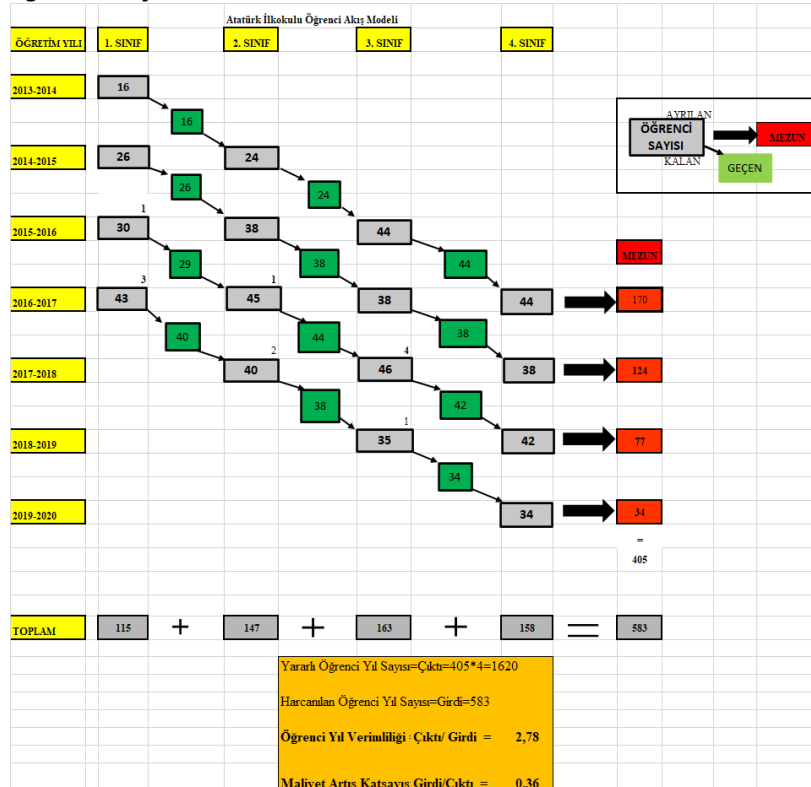 Atatürk İlkokulu Öğrenci Akış Modeli
ÖĞRETİM YILI 1. SINIF 2. SINIF 3. SINIF 4. SINIF
2013-2014 16
16
AYRILAN
ÖĞRENCİ SAYISI MEZUN
KALAN
GEÇEN
2014-2015 26 24
26 24
1
2015-2016 30 38 44
29 38 44 MEZUN
3 1
2016-2017 43 45 38 44 170
40 44 38
2 4
2017-2018 40 46 38 124
38 42
1
2018-2019 35 42 77
34
2019-2020 34 34
=
405
TOPLAM 115 + 147 + 163 + 158 = 583
Yararlı Öğrenci Yıl Sayısı=Çıktı=405*4=1620
Harcanılan Öğrenci Yıl Sayısı=Girdi=583
Öğrenci Yıl Verimliliği : Çıktı/ Girdi = 2,78
Maliyet Artış Katsayıs Girdi/Çıktı = 0,36